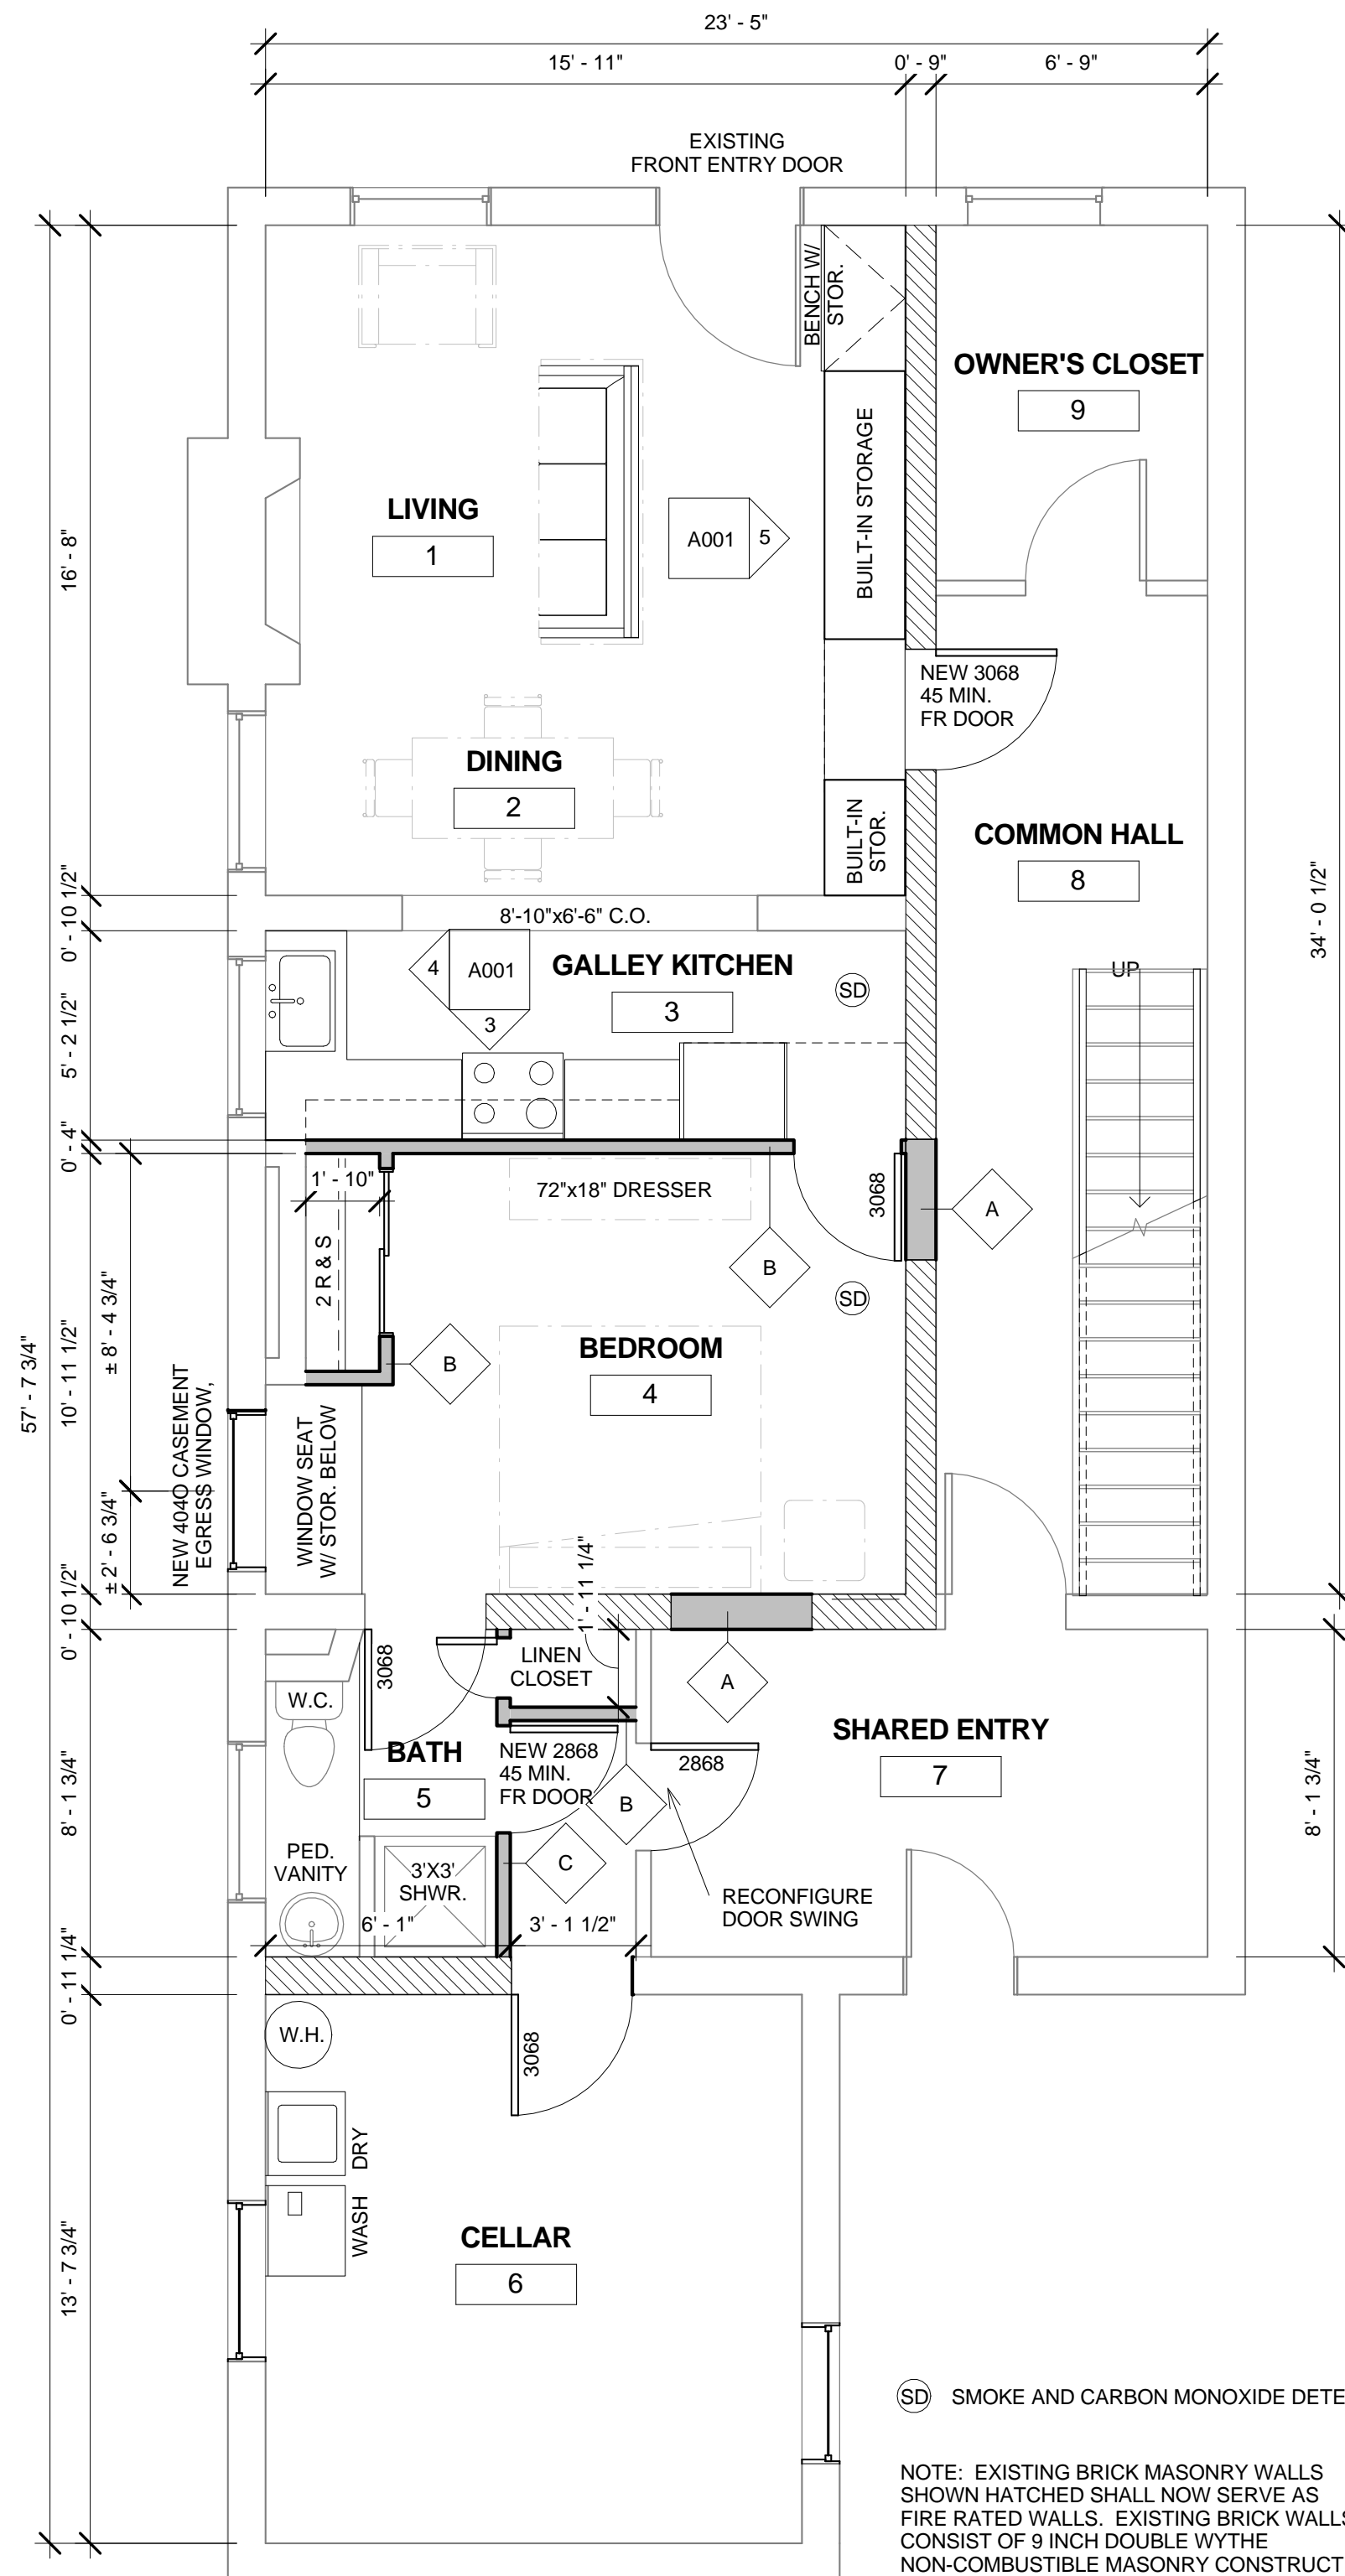 23' - 5"
15' - 11"
0' - 9"
6' - 9"
EXISTING
FRONT ENTRY DOOR
BENCH W/
STOR.
OWNER'S CLOSET
9
BUILT-IN STORAGE
LIVING
1
A001
5
16' - 8"
NEW 3068
45 MIN.
FR DOOR
DINING
2
BUILT-IN
STOR.
COMMON HALL
8
34' - 0 1/2"
0' - 10 1/2"
8'-10"x6'-6" C.O.
4
A001
3
GALLEY KITCHEN
3
SD
UP
5' - 2 1/2"
0' - 4"
1' - 10"
72"x18" DRESSER
3068
A
B
2 R & S
SD
± 8' - 4 3/4"
10' - 11 1/2"
57' - 7 3/4"
B
BEDROOM
4
NEW 4040 CASEMENT
EGRESS WINDOW,
WINDOW SEAT
W/ STOR. BELOW
± 2' - 6 3/4"
0' - 10 1/2"
1' - 11 1/4"
3068
LINEN
CLOSET
A
W.C.
BATH
5
NEW 2868
45 MIN.
FR DOOR
B
2868
SHARED ENTRY
7
8' - 1 3/4"
8' - 1 3/4"
PED.
VANITY
3'X3'
SHWR.
C
RECONFIGURE
DOOR SWING
6' - 1"
3' - 1 1/2"
0' - 11 1/4"
W.H.
3068
DRY
WASH
CELLAR
6
13' - 7 3/4"
SD SMOKE AND CARBON MONOXIDE DETE
NOTE: EXISTING BRICK MASONRY WALLS
SHOWN HATCHED SHALL NOW SERVE AS
FIRE RATED WALLS. EXISTING BRICK WALLS
CONSIST OF 9 INCH DOUBLE WYTHE
NON-COMBUSTIBLE MASONRY CONSTRUCT